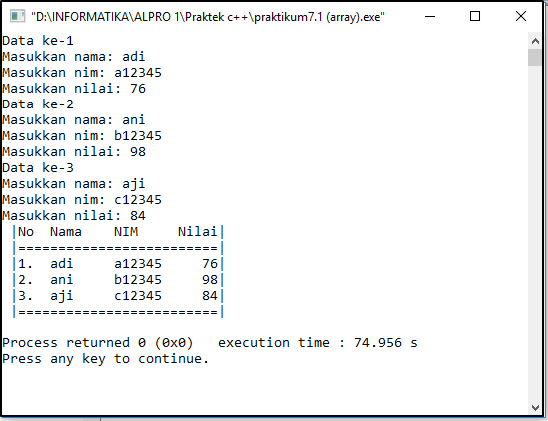 "D:\INFORMATIKA\ALPRO 1\Praktek c++\praktikum7.1 (array).exe"
Data ke-1
Masukkan nama: adi
Masukkan nim: a12345
Masukkan nilai: 76
Data ke-2
Masukkan nama: ani
Masukkan nim: b12345
Masukkan nilai: 98
Data ke-3
Masukkan nama: aji
Masukkan nim: c12345
Masukkan nilai: 84
|No  Nama    NIM     Nilai|
|=========================|
|1.  adi     a12345     76|
|2.  ani     b12345     98|
|3.  aji     c12345     84|
|=========================|
Process returned 0 (0x0)   execution time : 74.956 s
Press any key to continue.